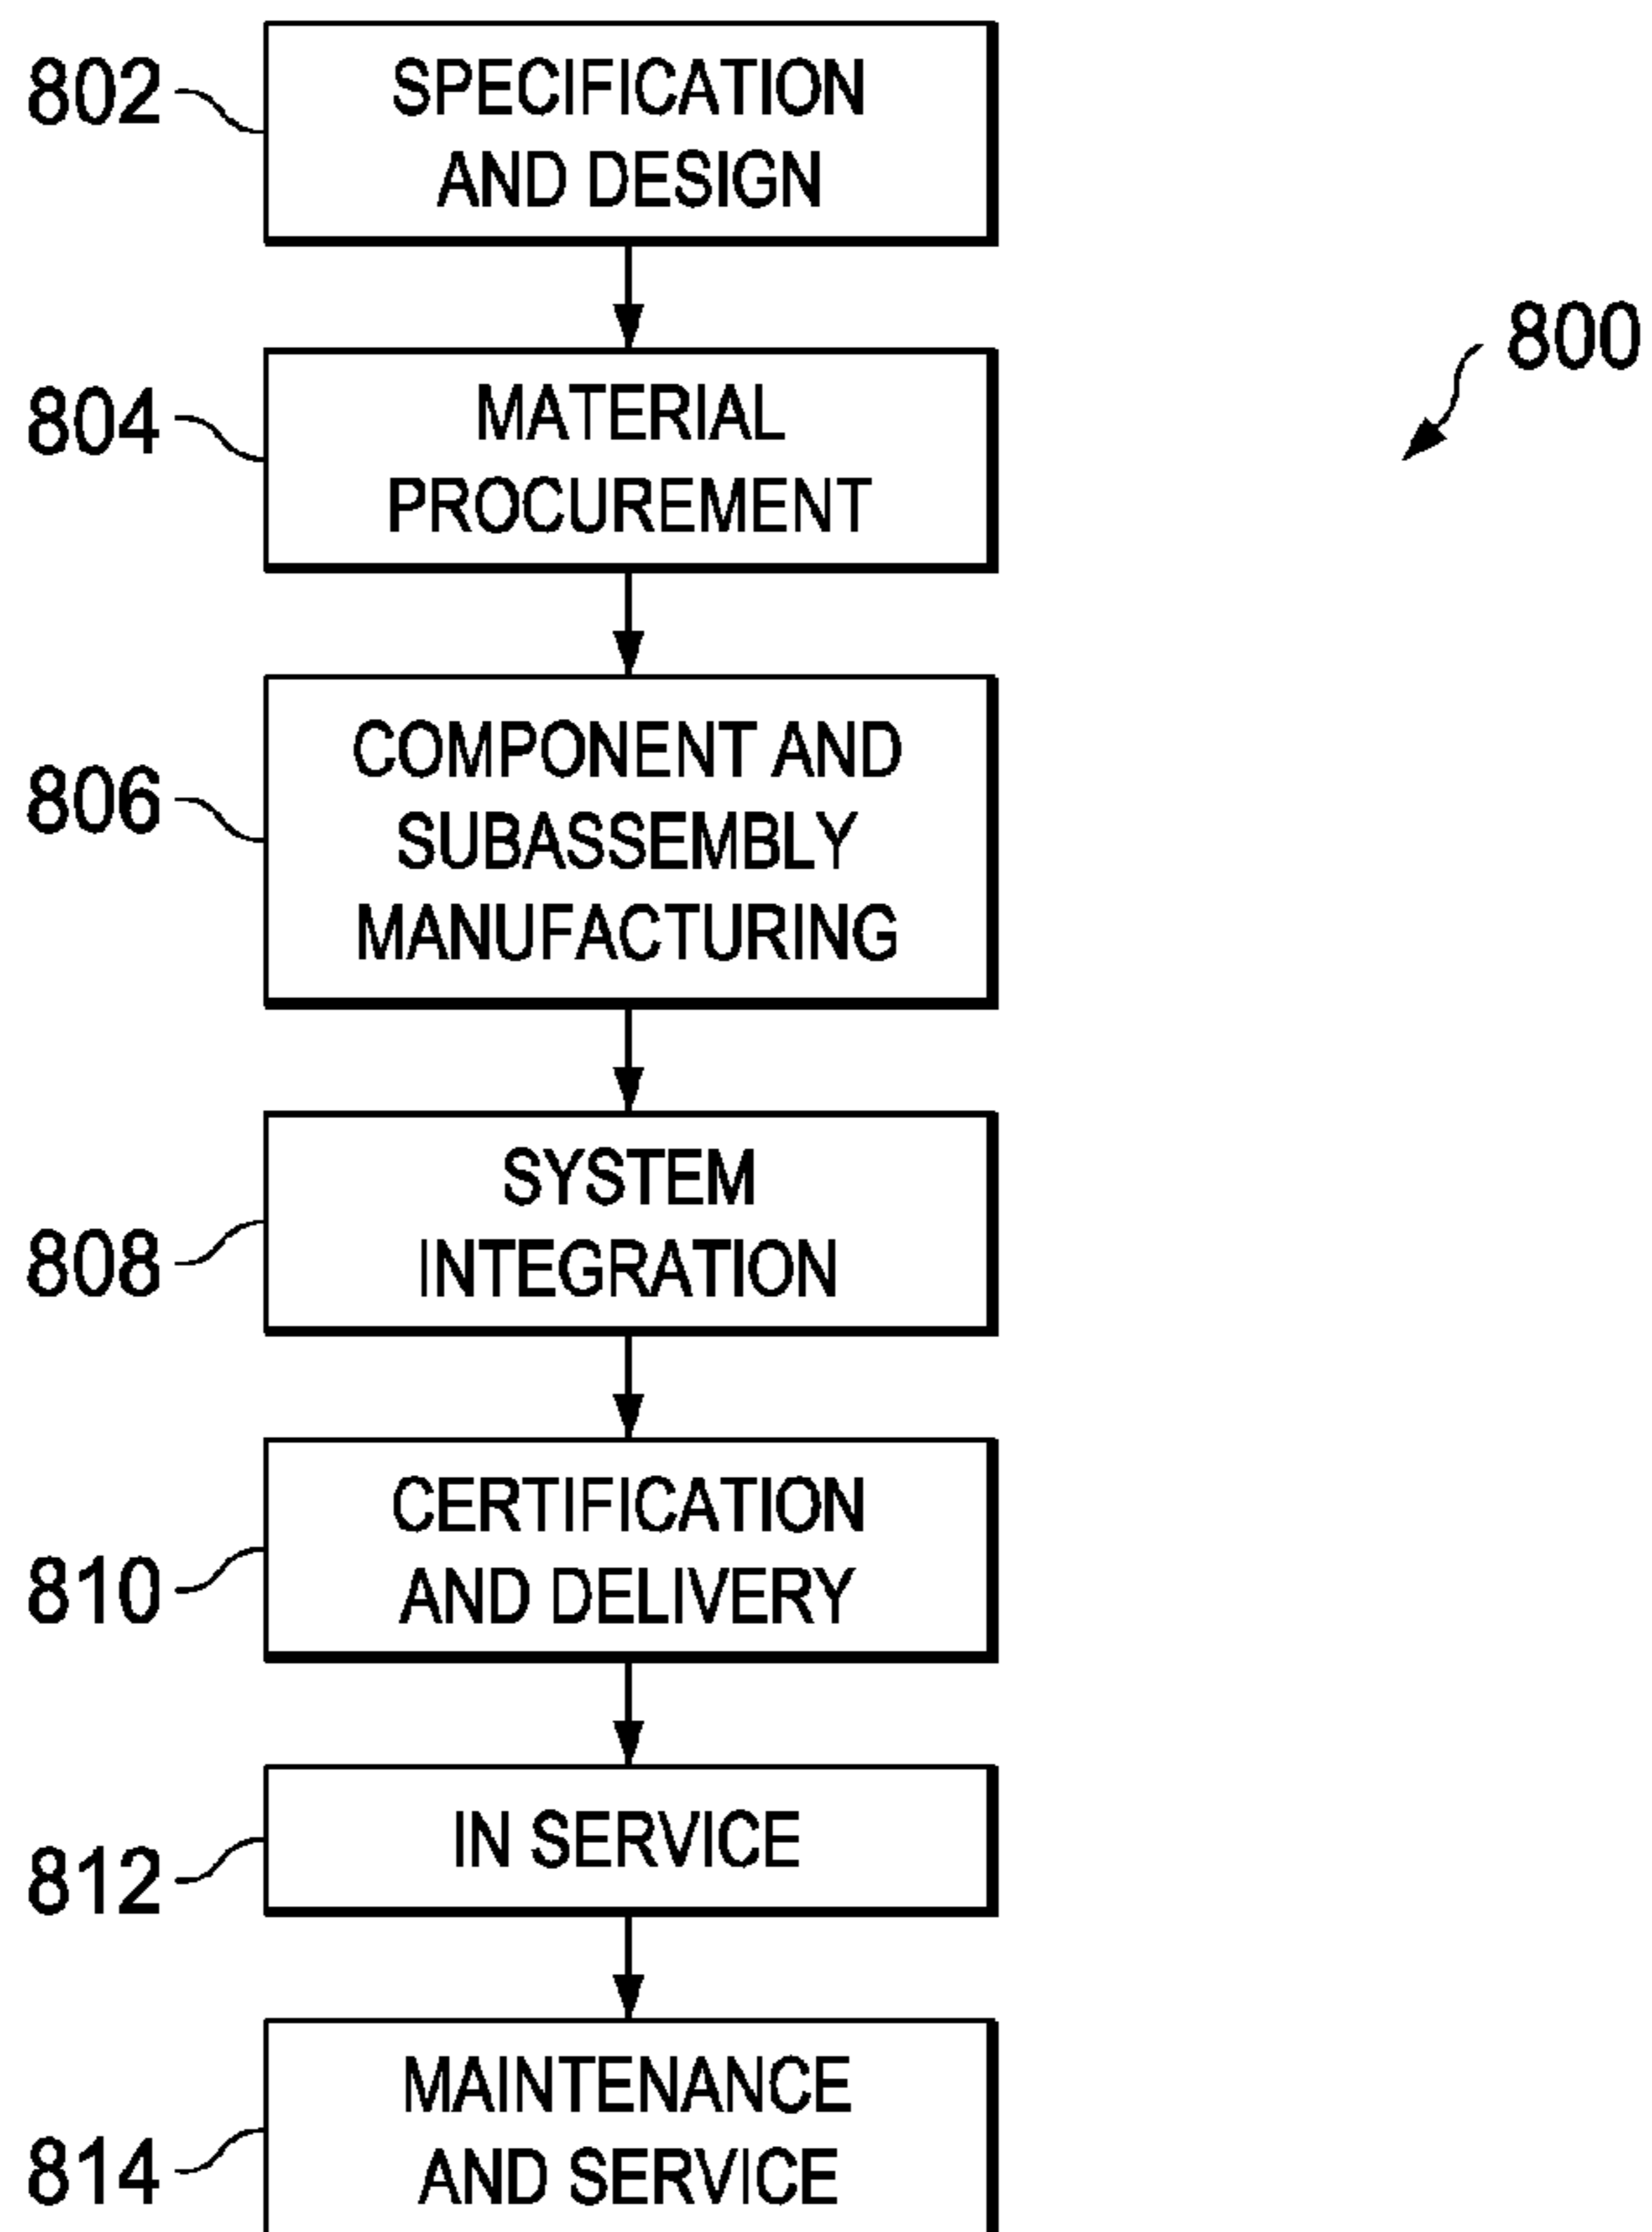 802
SPECIFICATION
AND DESIGN
800
804
MATERIAL
PROCUREMENT
806
COMPONENT AND
SUBASSEMBLY
MANUFACTURING
808
SYSTEM
INTEGRATION
810
CERTIFICATION
AND DELIVERY
812
IN SERVICE
814
MAINTENANCE
AND SERVICE